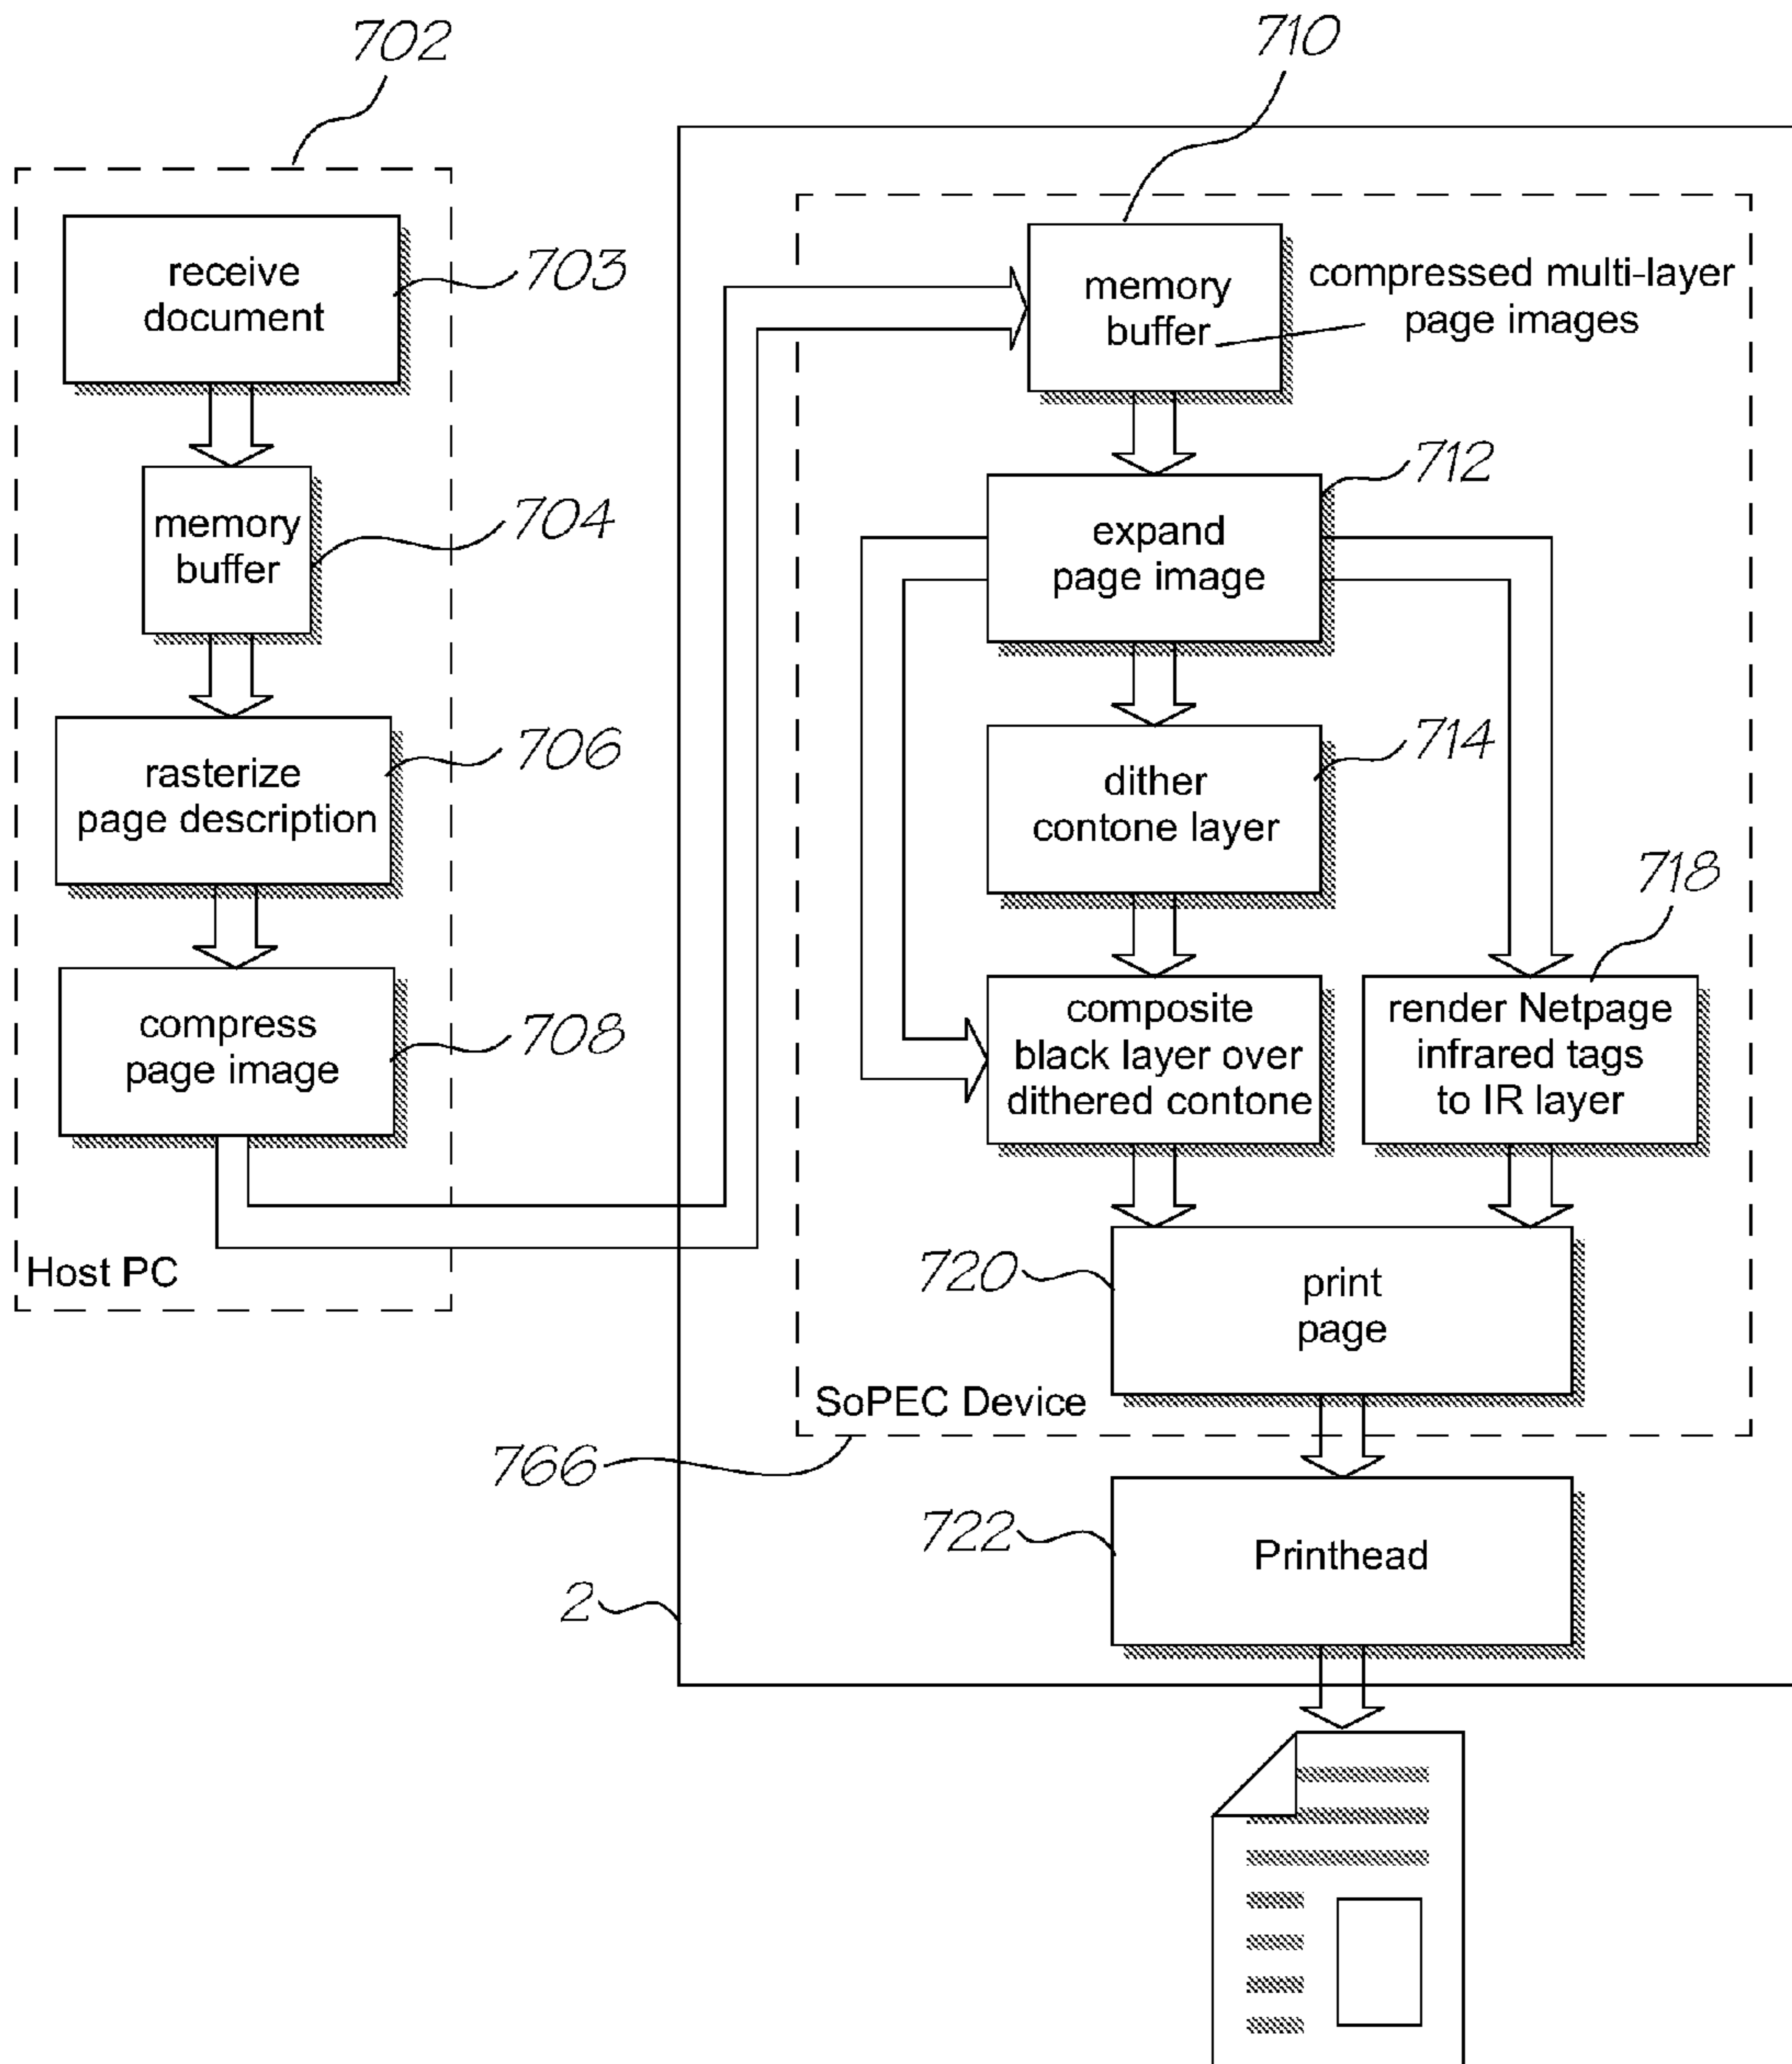 702
710
receive
document
703
memory
buffer
compressed multi-layer
page images
memory
buffer
704
expand
page image
712
rasterize
page description
706
dither
contone layer
714
718
compress
page image
708
composite
black layer over
dithered contone
render Netpage
infrared tags
to IR layer
Host PC
720
print
page
SoPEC Device
766
722
Printhead
2